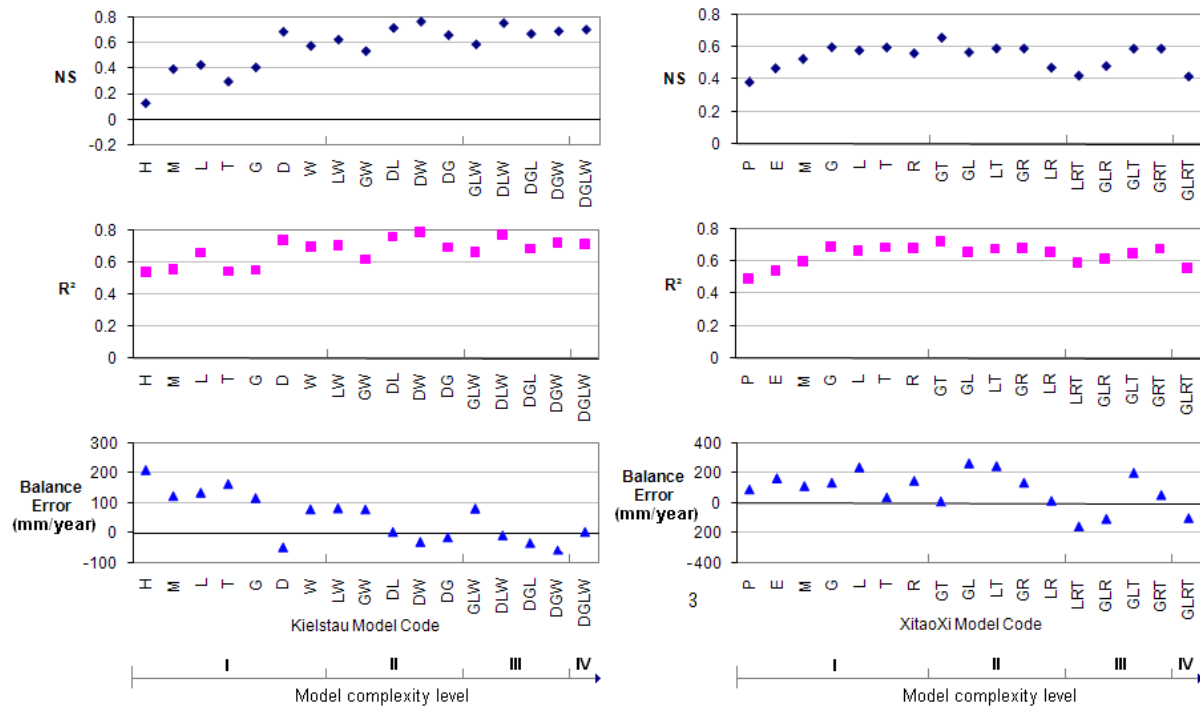 NS
0.8
0.6
0.4
0.2
0
-0.2
H M L T G D W LW GW DL DW DG GLW DLW DGL DGW DGLW
R²
0.8
0.6
0.4
0.2
0
H M L T G D W LW GW DL DW DG GLW DLW DGL DGW DGLW
Balance
Error
(mm/year)
300
200
100
0
-100
H M L T G D W LW GW DL DW DG GLW DLW DGL DGW DGLW
Kielstau Model Code
I II III IV
Model complexity level
NS
0.8
0.6
0.4
0.2
0
P E M G L T R GT GL LT GR LR LRT GLR GLT GRT GLRT
R²
0.8
0.6
0.4
0.2
0
P E M G L T R GT GL LT GR LR LRT GLR GLT GRT GLRT
Balance
Error
(mm/year)
400
200
0
200
-400
P E M G L T R GT GL LT GR LR LRT GLR GLT GRT GLRT
3
XitaoXi Model Code
I II III IV
Model complexity level